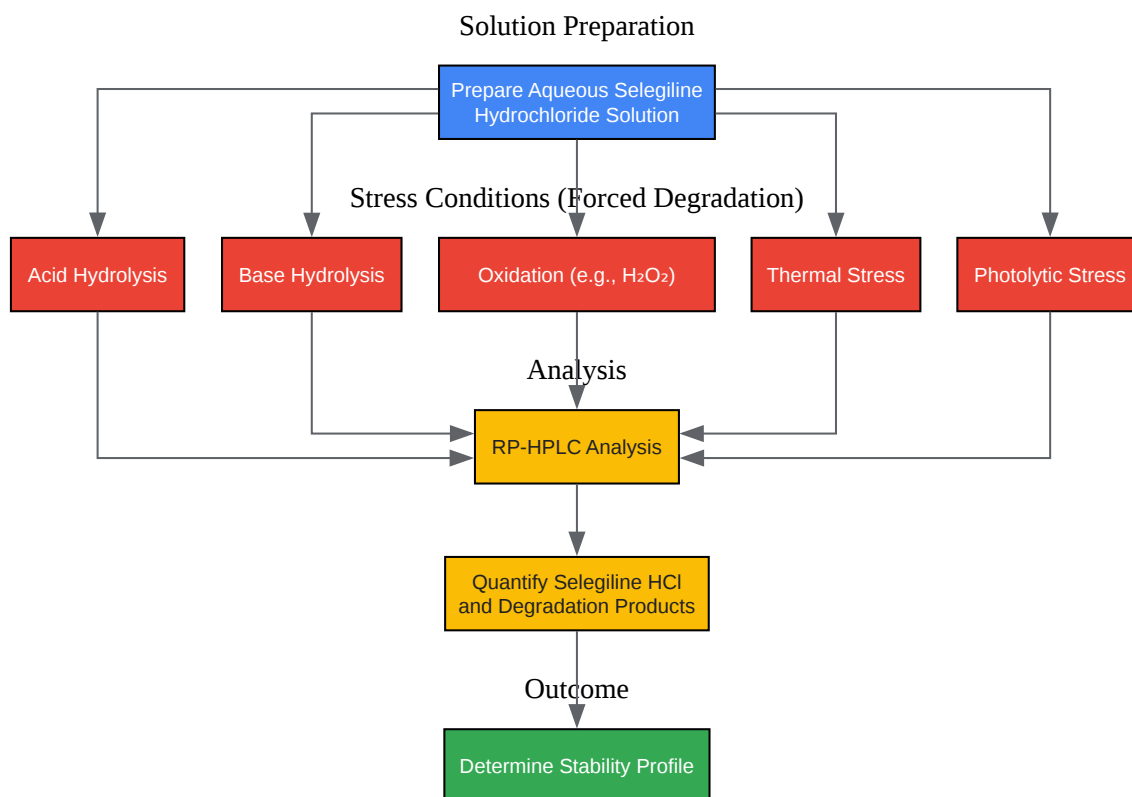 Solution Preparation
Prepare Aqueous Selegiline
Hydrochloride Solution
Stress Conditions (Forced Degradation)
Acid Hydrolysis
Base Hydrolysis
Oxidation (e.g., H₂O₂)
Thermal Stress
Photolytic Stress
Analysis
RP-HPLC Analysis
Quantify Selegiline HCl
and Degradation Products
Outcome
Determine Stability Profile